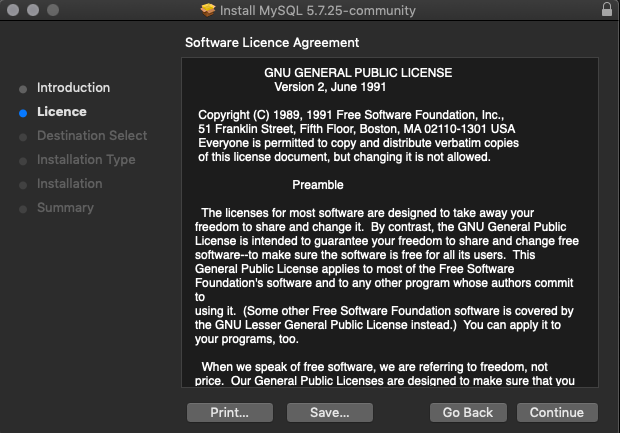 Install MySQL 5.7.25-community
Software Licence Agreement
Introduction
Licence
Destination Select
Installation Type
Installation
Summary
GNU GENERAL PUBLIC LICENSE
Version 2, June 1991
Copyright (C) 1989, 1991 Free Software Foundation, Inc.,
51 Franklin Street, Fifth Floor, Boston, MA 02110-1301 USA
Everyone is permitted to copy and distribute verbatim copies
of this license document, but changing it is not allowed.
Preamble
The licenses for most software are designed to take away your
freedom to share and change it.  By contrast, the GNU General Public
License is intended to guarantee your freedom to share and change free
software--to make sure the software is free for all its users.  This
General Public License applies to most of the Free Software
Foundation's software and to any other program whose authors commit
to
using it.  (Some other Free Software Foundation software is covered by
the GNU Lesser General Public License instead.)  You can apply it to
your programs, too.
When we speak of free software, we are referring to freedom, not
price.  Our General Public Licenses are designed to make sure that you
Print...
Save...
Go Back
Continue